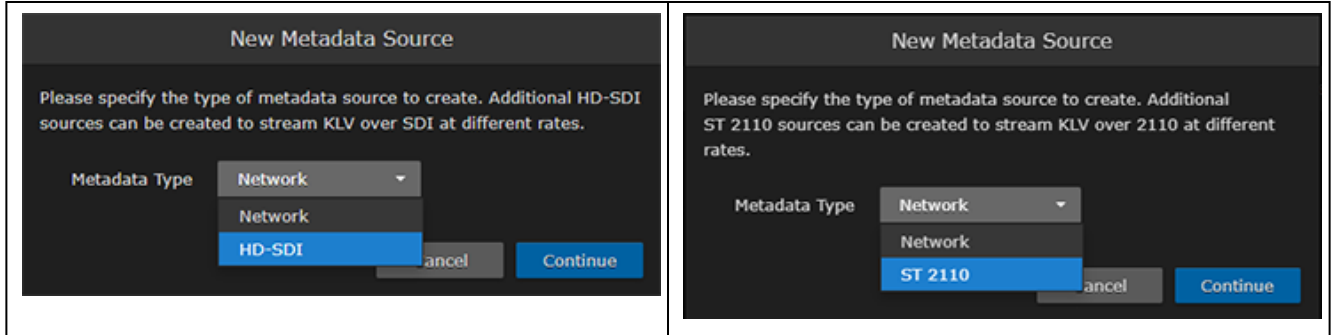 New Metadata Source
Please specify the type of metadata source to create. Additional HD-SDI
sources can be created to stream KLV over SDI at different rates.
Metadata Type
Network
Network
HD-SDI
ancel
Continue
New Metadata Source
Please specify the type of metadata source to create. Additional
ST 2110 sources can be created to stream KLV over 2110 at different
rates.
Metadata Type
Network
Network
ST 2110
ancel
Continue